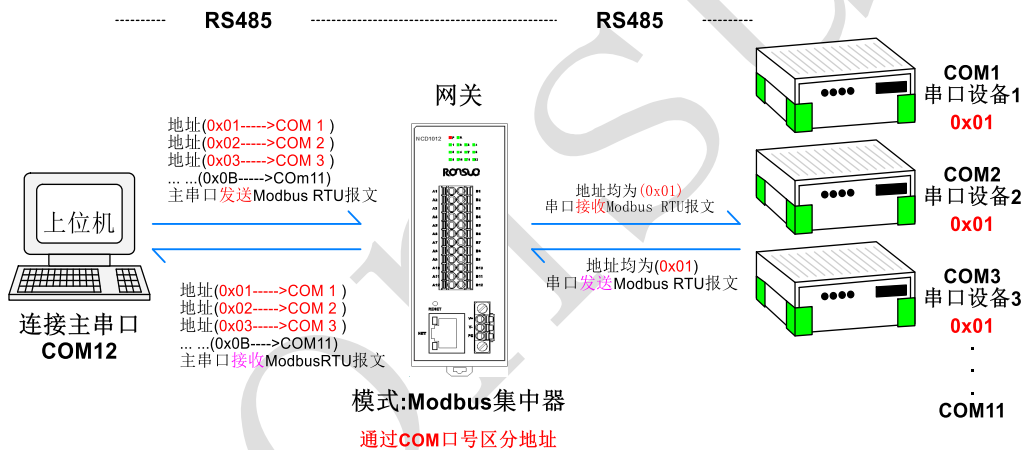 RS485
RS485
网关
地址(0x01----->COM 1 )
地址(0x02----->COM 2 )
地址(0x03----->COM 3 )
... ...(0x0B----->COm11)
主串口发送Modbus RTU报文
上位机
地址(0x01----->COM 1 )
地址(0x02----->COM 2 )
地址(0x03----->COM 3 )
... ...(0x0B---->COM11)
主串口接收ModbusRTU报文
连接主串口
COM12
NCD1012
RONSUO
A1
B1
RESET
NET
V+
V-
PE
模式:Modbus集中器
通过COM口号区分地址
地址均为(0x01)
串口接收Modbus RTU报文
地址均为(0x01)
串口发送Modbus RTU报文
COM1
串口设备1
0x01
COM2
串口设备2
0x01
COM3
串口设备3
0x01
COM11